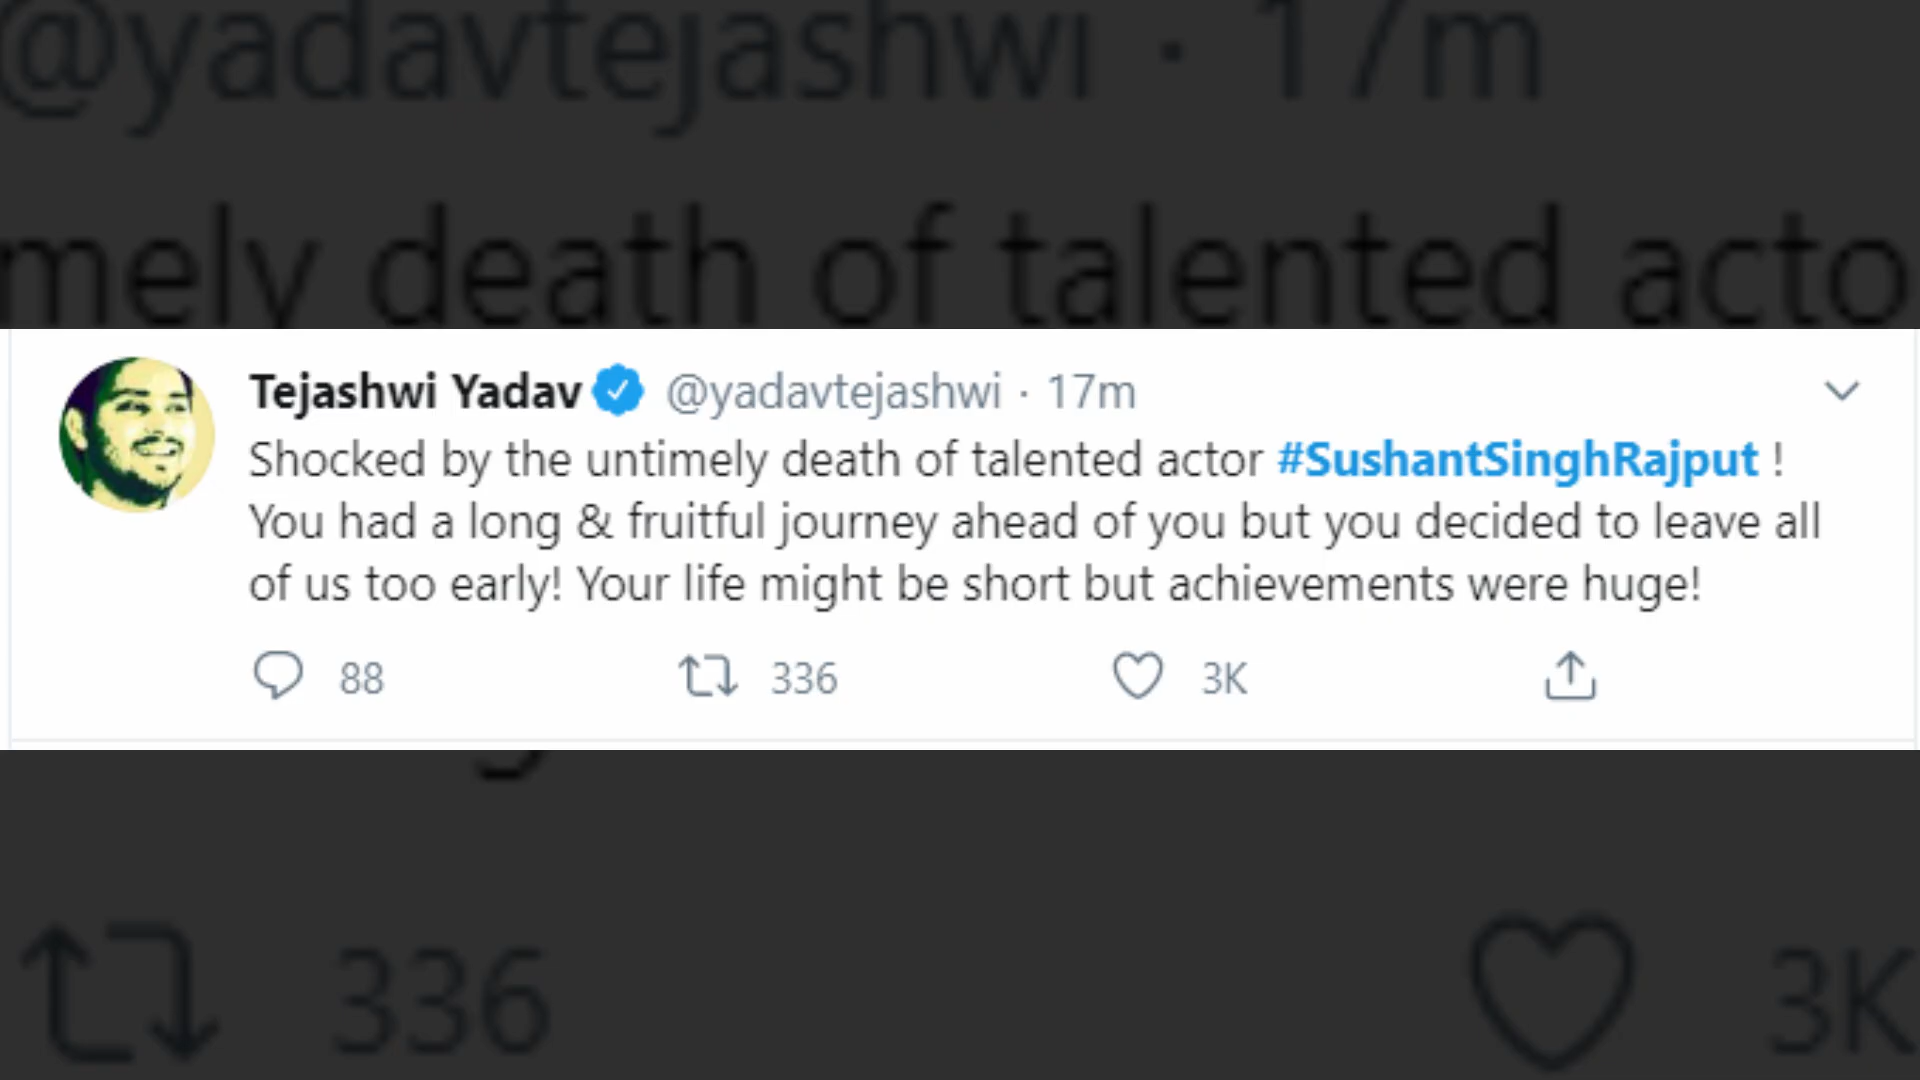 @yadavtejashwi · 17m
mely death of talented acto
Tejashwi Yadav @yadavtejashwi · 17m
Shocked by the untimely death of talented actor #SushantSinghRajput !
You had a long & fruitful journey ahead of you but you decided to leave all
of us too early! Your life might be short but achievements were huge!
88 336 3K
336 3K